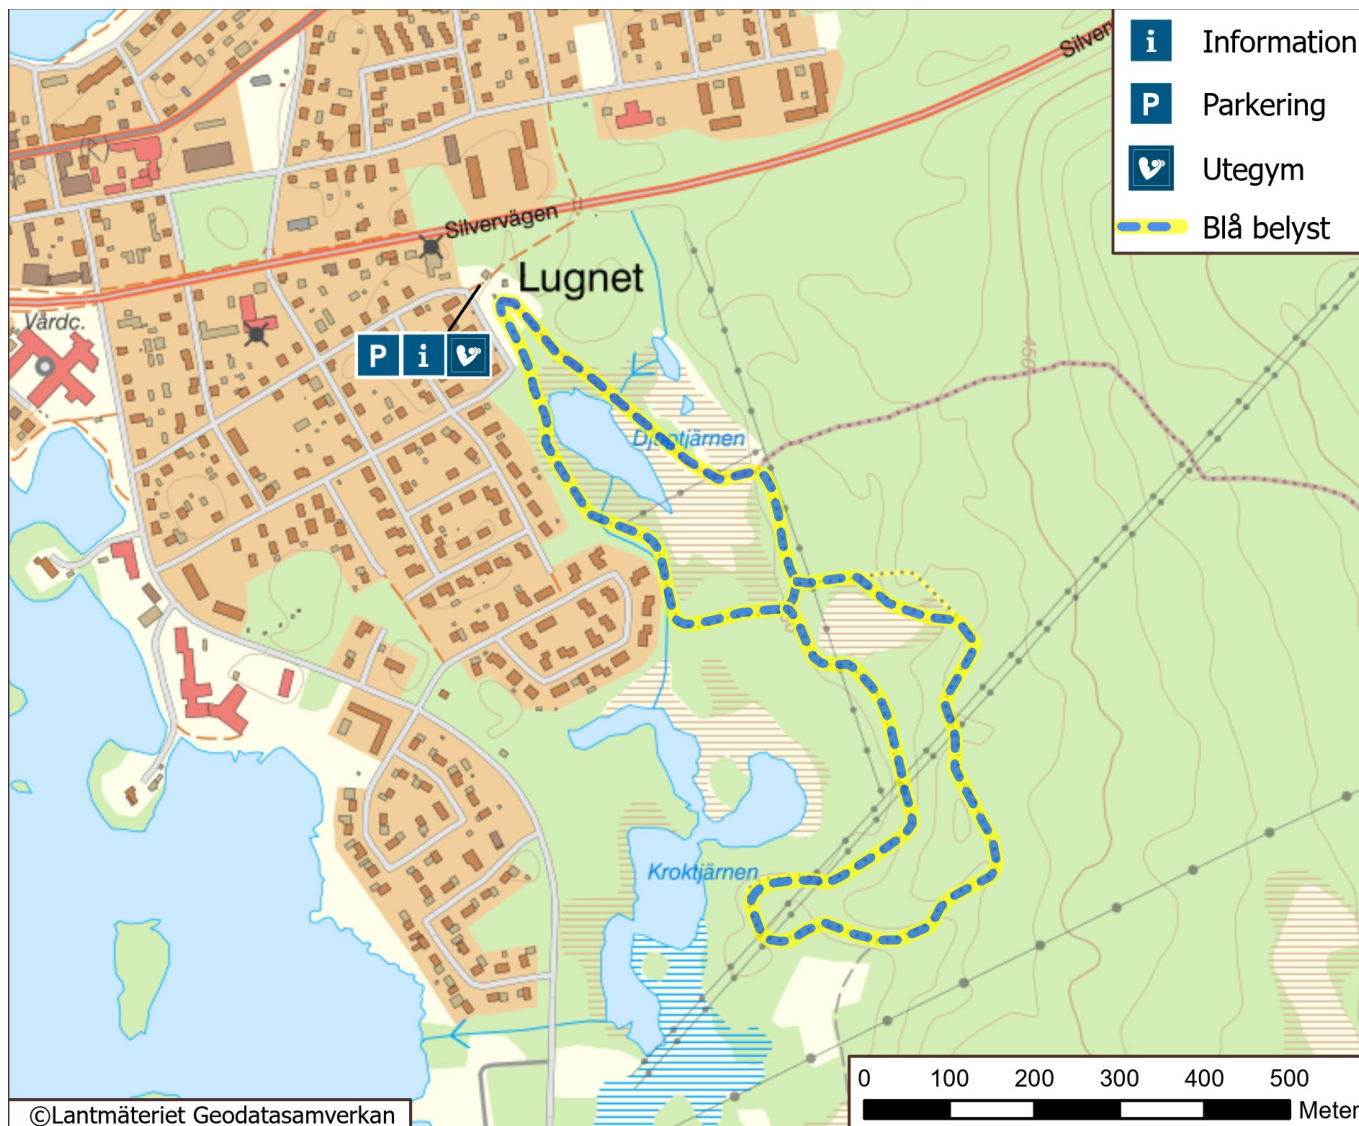 Information
Parkering
Utegym
Blå belyst
Silvervägen
Lugnet
Vårdc.
P i
Djuptjärnen
450
Kroktjärnen
0 100 200 300 400 500
Meter
©Lantmäteriet Geodatasamverkan